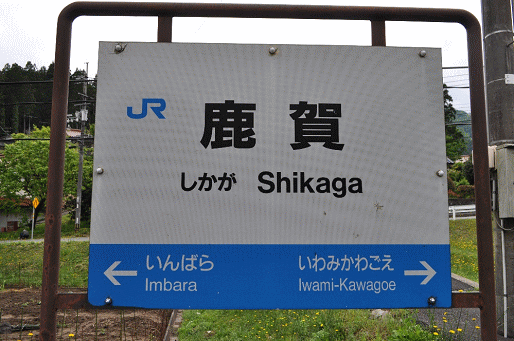 JR 鹿賀
しかが Shikaga
← いんばら いわみかわごえ →
Imbara Iwami-Kawagoe